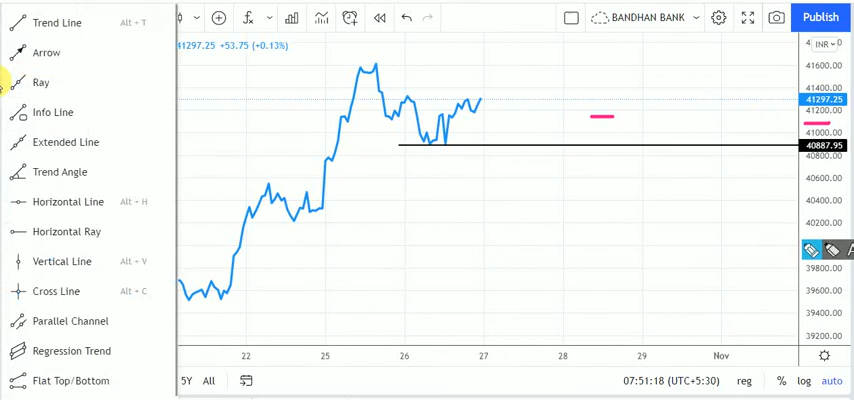 Trend Line Alt + T
Arrow
Ray
Info Line
Extended Line
Trend Angle
Horizontal Line Alt + H
Horizontal Ray
Vertical Line Alt + V
Cross Line Alt + C
Parallel Channel
Regression Trend
Flat Top/Bottom
BANDHAN BANK
Publish
41297.25 +53.75 (+0.13%)
INR
41600.00
41400.00
41297.25
41200.00
41000.00
40887.95
40800.00
40600.00
40400.00
40200.00
A
39800.00
39600.00
39400.00
39200.00
22 25 26 27 28 29 Nov
5Y All 07:51:18 (UTC+5:30) reg % log auto